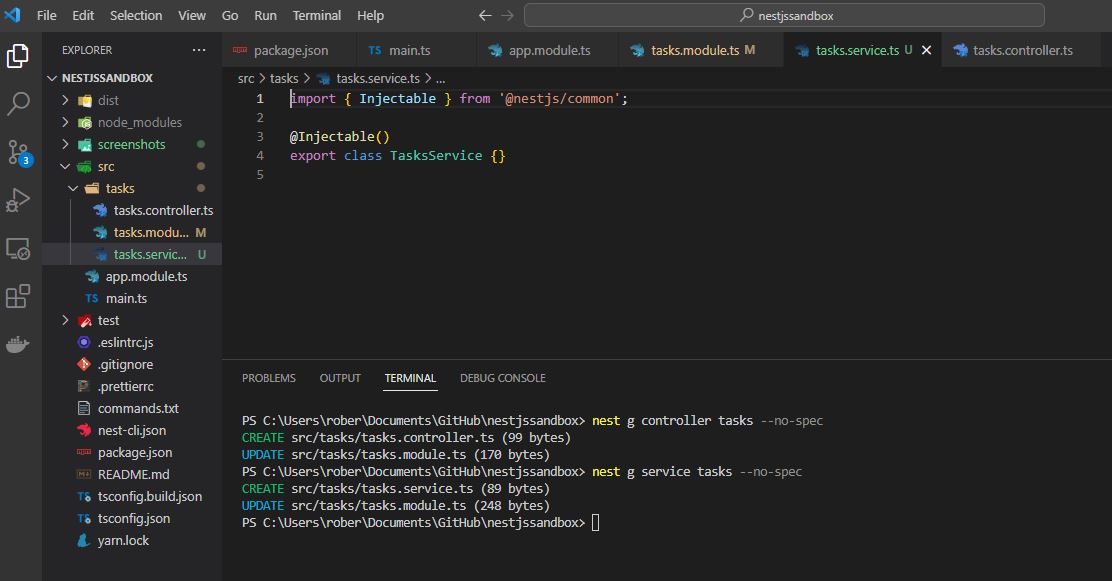 File Edit Selection View Go Run Terminal Help
nestjssandbox
EXPLORER
package.json
TS main.ts
app.module.ts
tasks.module.ts M
tasks.service.ts U
tasks.controller.ts
NESTJSSANDBOX
dist
node_modules
screenshots
src
tasks
tasks.controller.ts
tasks.modu... M
tasks.servic... U
app.module.ts
TS main.ts
test
.eslintrc.js
.gitignore
.prettierrc
commands.txt
nest-cli.json
package.json
README.md
TS tsconfig.build.json
TS tsconfig.json
yarn.lock
3
src > tasks > tasks.service.ts > ...
1 import { Injectable } from '@nestjs/common';
2
3 @Injectable()
4 export class TasksService {}
5
PROBLEMS OUTPUT TERMINAL DEBUG CONSOLE
PS C:\Users\rober\Documents\GitHub\nestjssandbox> nest g controller tasks --no-spec
CREATE src/tasks/tasks.controller.ts (99 bytes)
UPDATE src/tasks/tasks.module.ts (170 bytes)
PS C:\Users\rober\Documents\GitHub\nestjssandbox> nest g service tasks --no-spec
CREATE src/tasks/tasks.service.ts (89 bytes)
UPDATE src/tasks/tasks.module.ts (248 bytes)
PS C:\Users\rober\Documents\GitHub\nestjssandbox>